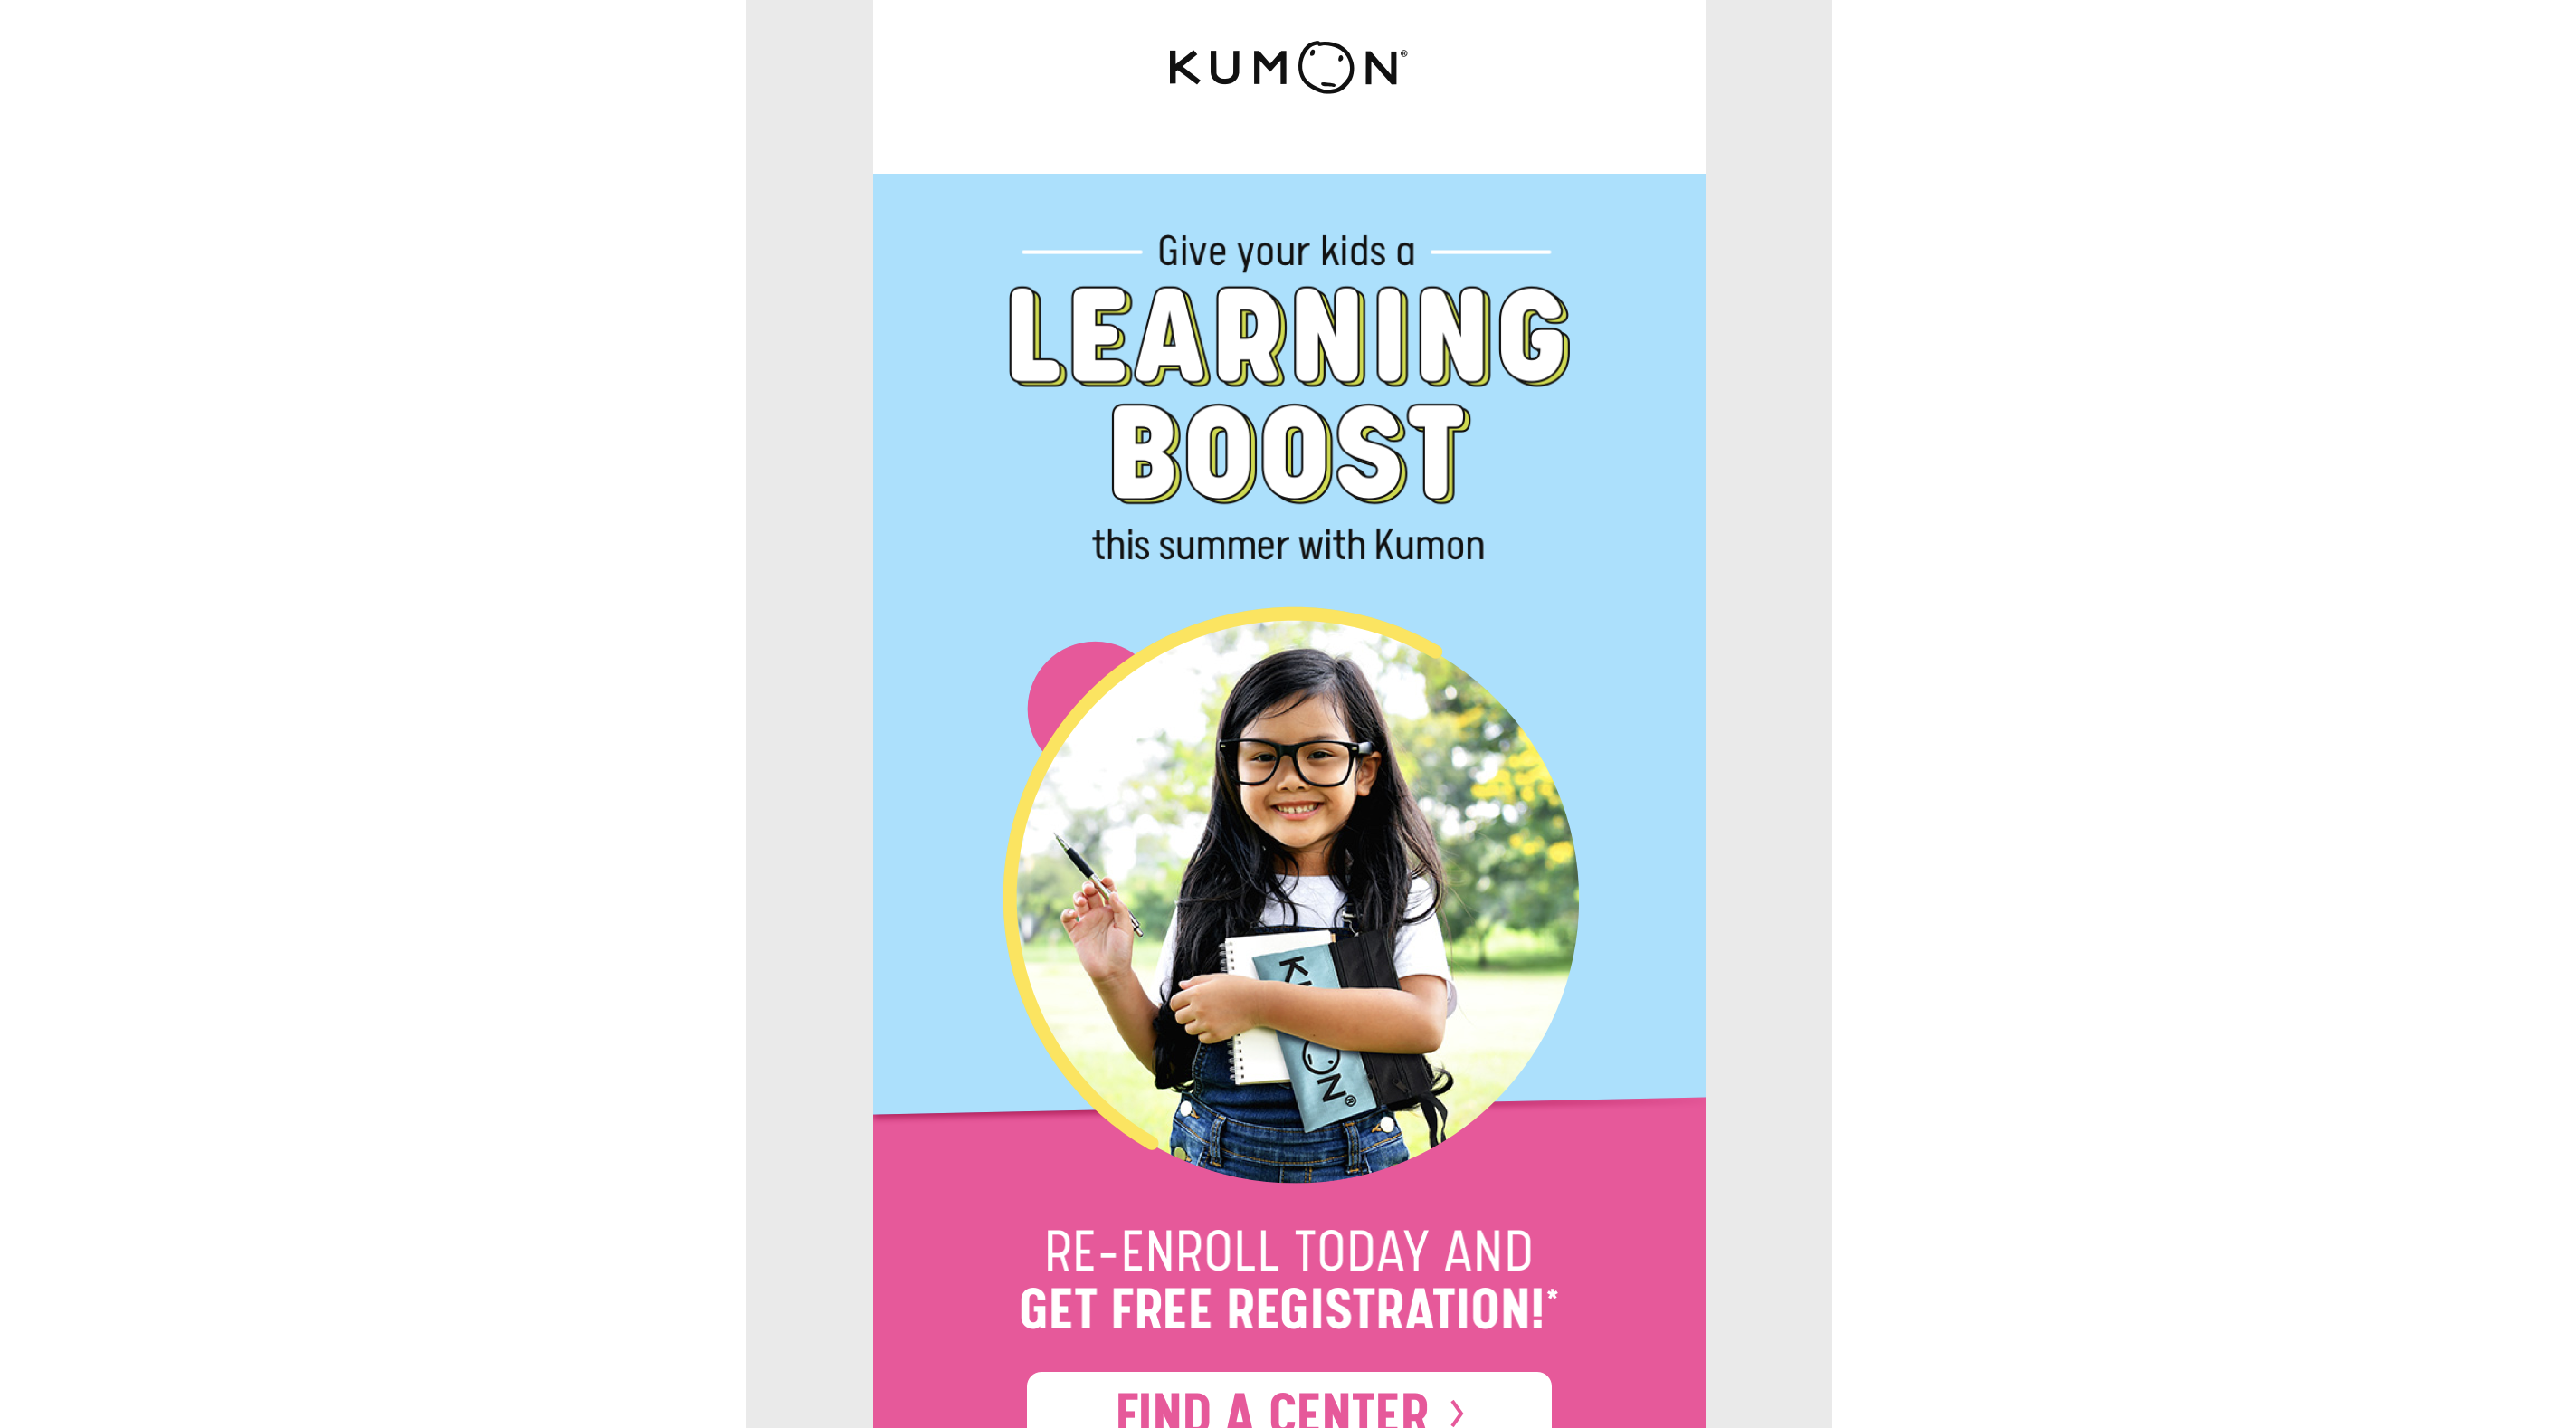 KUMON®
Give your kids a
LEARNING
BOOST
this summer with Kumon
KUMON®
RE-ENROLL TODAY AND
GET FREE REGISTRATION!*
FIND A CENTER >